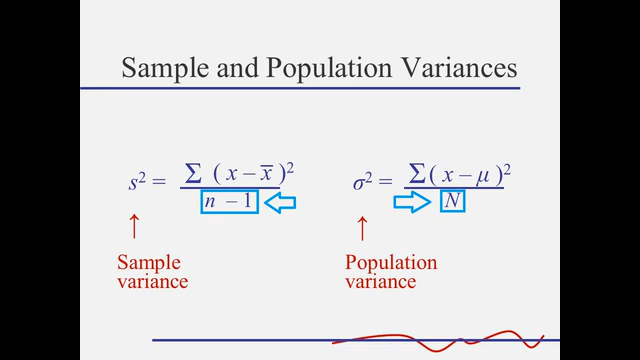 Sample and Population Variances
s² = Σ (x – x̅)² / n – 1
σ² = Σ(x – μ)² / N
↑ ↑
Sample variance
Population variance